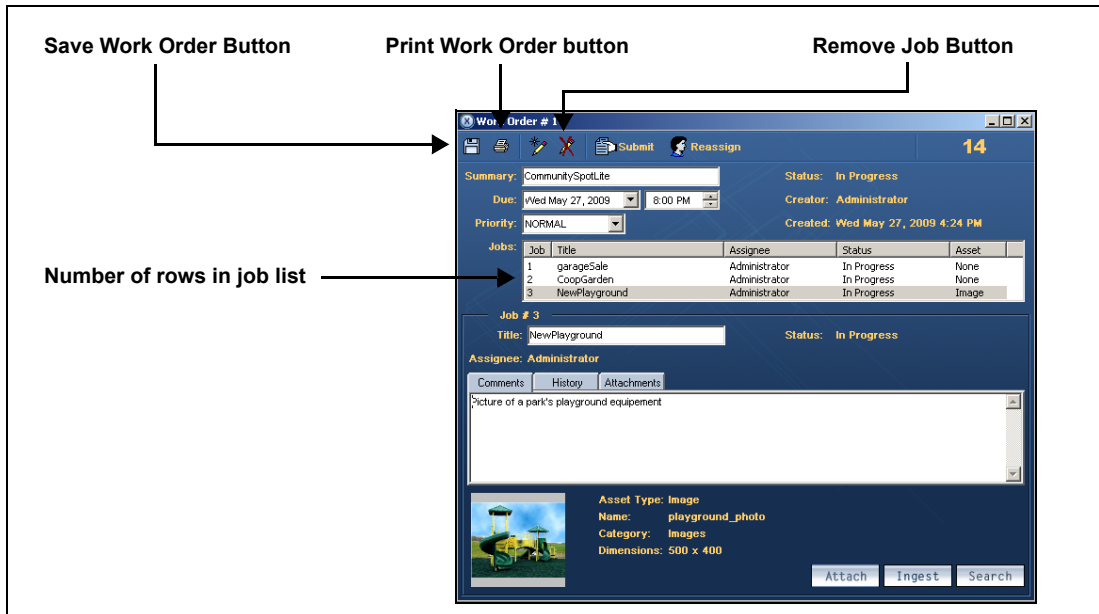 Save Work Order Button Print Work Order button Remove Job Button
Work Order # 1
Submit Reassign 14
Summary: CommunitySpotLite Status: In Progress
Due: Wed May 27, 2009 8:00 PM Creator: Administrator
Priority: NORMAL Created: Wed May 27, 2009 4:24 PM
Jobs: Job Title Assignee Status Asset
1 garageSale Administrator In Progress None
Number of rows in job list 2 CoopGarden Administrator In Progress None
3 NewPlayground Administrator In Progress Image
Job # 3
Title: NewPlayground Status: In Progress
Assignee: Administrator
Comments History Attachments
Picture of a park's playground equipement
Asset Type: Image
Name: playground_photo
Category: Images
Dimensions: 500 x 400
Attach Ingest Search